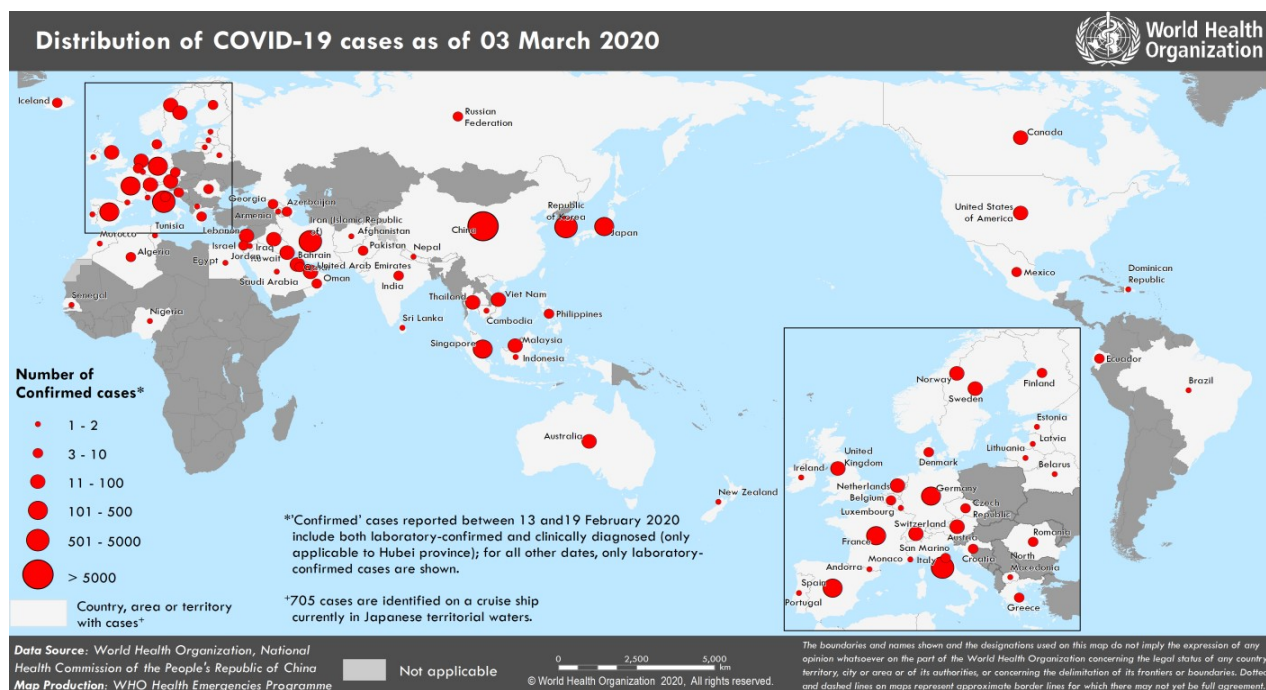 Distribution of COVID-19 cases as of 03 March 2020
World Health
Organization
Iceland
Russian
Federation
Canada
United States
of America
Mexico
Dominican
Republic
Ecuador
Brazil
Georgia
Azerbaijan
Armenia
Iran (Islamic Republic
of)
Afghanistan
China
Republic
of Korea
Japan
Tunisia
Lebanon
Morocco
Algeria
Israel
Iraq
Jordan
Kuwait
Bahrain
Pakistan
Nepal
Egypt
United Arab Emirates
Saudi Arabia
Oman
India
Senegal
Nigeria
Sri Lanka
Thailand
Viet Nam
Cambodia
Philippines
Singapore
Malaysia
Indonesia
Australia
New Zealand
Norway
Sweden
Finland
Estonia
Latvia
Lithuania
Belarus
United
Kingdom
Ireland
Denmark
Netherlands
Germany
Belgium
Luxembourg
Czech
Republic
Switzerland
Austria
France
Romania
San Marino
Monaco
Italy
Croatia
North
Macedonia
Andorra
Spain
Portugal
Greece
Number of
Confirmed cases*
1 - 2
3 - 10
11 - 100
101 - 500
501 - 5000
> 5000
Country, area or territory
with cases⁺
*'Confirmed' cases reported between 13 and19 February 2020
include both laboratory-confirmed and clinically diagnosed (only
applicable to Hubei province); for all other dates, only laboratory-
confirmed cases are shown.
⁺705 cases are identified on a cruise ship
currently in Japanese territorial waters.
Data Source: World Health Organization, National
Health Commission of the People's Republic of China
Map Production: WHO Health Emergencies Programme
Not applicable
0 2,500 5,000
km
© World Health Organization 2020, All rights reserved.
The boundaries and names shown and the designations used on this map do not imply the expression of any
opinion whatsoever on the part of the World Health Organization concerning the legal status of any country,
territory, city or area or of its authorities, or concerning the delimitation of its frontiers or boundaries. Dotted
and dashed lines on maps represent approximate border lines for which there may not yet be full agreement.